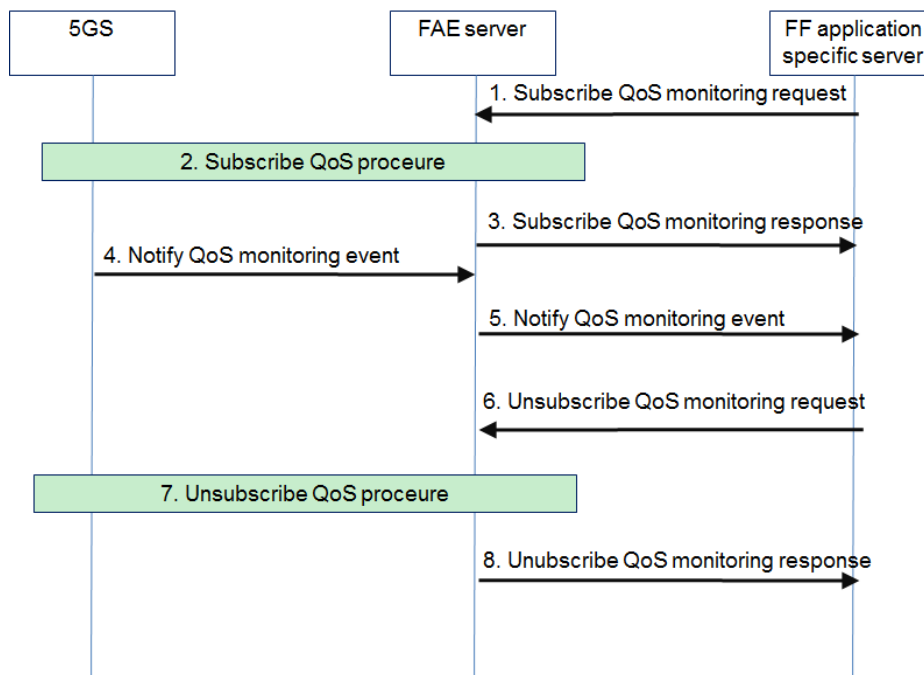 5GS
FAE server
FF application
specific server
1. Subscribe QoS monitoring request
2. Subscribe QoS proceure
3. Subscribe QoS monitoring response
4. Notify QoS monitoring event
5. Notify QoS monitoring event
6. Unsubscribe QoS monitoring request
7. Unsubscribe QoS proceure
8. Unubscribe QoS monitoring response